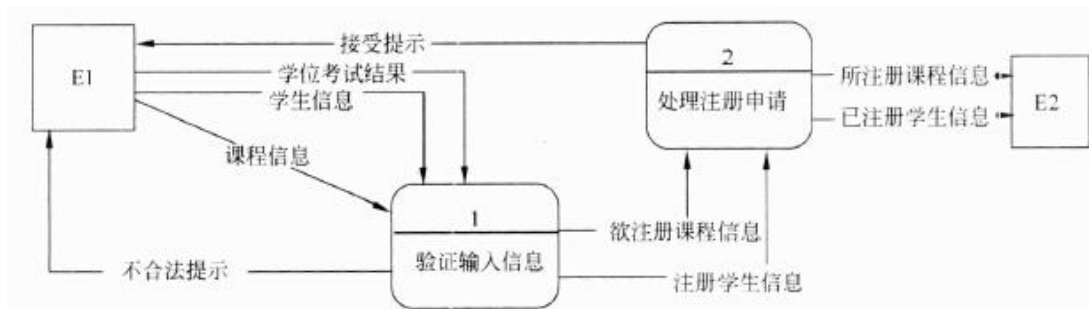 接受提示
2
E1
学位考试结果
所注册课程信息
处理注册申请
学生信息
E2
已注册学生信息
课程信息
1
欲注册课程信息
验证输入信息
不合法提示
注册学生信息